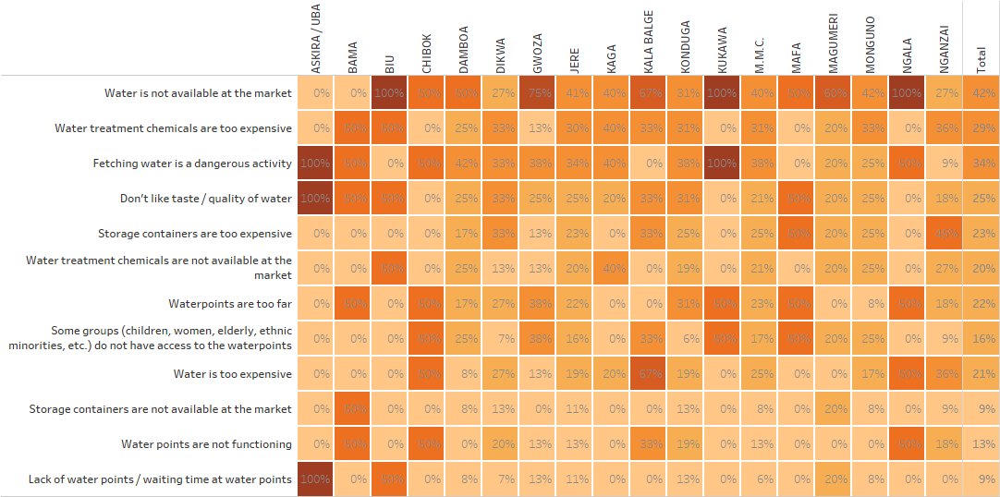 ASKIRA / UBA BAMA BIU CHIBOK DAMBOA DIKWA GWOZA JERE KAGA KALA BALGE KONDUGA KUKAWA M.M.C. MAFA MAGUMERI MONGUNO NGALA NGANZAI Total
Water is not available at the market 0% 0% 100% 50% 50% 27% 75% 41% 40% 67% 31% 100% 40% 50% 60% 42% 100% 27% 42%
Water treatment chemicals are too expensive 0% 50% 50% 0% 25% 33% 13% 30% 40% 33% 31% 0% 31% 0% 20% 33% 0% 36% 29%
Fetching water is a dangerous activity 100% 50% 0% 50% 42% 33% 38% 34% 40% 0% 38% 100% 38% 0% 20% 25% 50% 9% 34%
Don't like taste / quality of water 100% 50% 50% 0% 25% 33% 25% 25% 20% 33% 31% 0% 21% 50% 20% 25% 0% 18% 25%
Storage containers are too expensive 0% 0% 0% 0% 17% 33% 13% 23% 0% 33% 25% 0% 25% 50% 20% 25% 0% 45% 23%
Water treatment chemicals are not available at the
market 0% 0% 50% 0% 25% 13% 13% 20% 40% 0% 19% 0% 21% 0% 20% 25% 0% 27% 20%
Waterpoints are too far 0% 50% 0% 50% 17% 27% 38% 22% 0% 0% 31% 50% 23% 50% 0% 8% 50% 18% 22%
Some groups (children, women, elderly, ethnic
minorities, etc.) do not have access to the waterpoints 0% 0% 0% 50% 25% 7% 38% 16% 0% 33% 6% 50% 17% 50% 20% 25% 0% 9% 16%
Water is too expensive 0% 0% 0% 50% 8% 27% 13% 19% 20% 67% 19% 0% 25% 0% 0% 17% 50% 36% 21%
Storage containers are not available at the market 0% 50% 0% 0% 8% 13% 0% 11% 0% 0% 13% 0% 8% 0% 20% 8% 0% 9% 9%
Water points are not functioning 0% 50% 0% 50% 0% 20% 13% 13% 0% 33% 19% 0% 13% 0% 0% 0% 50% 18% 13%
Lack of water points / waiting time at water points 100% 0% 50% 0% 8% 7% 13% 11% 0% 0% 13% 0% 6% 0% 20% 8% 0% 0% 9%